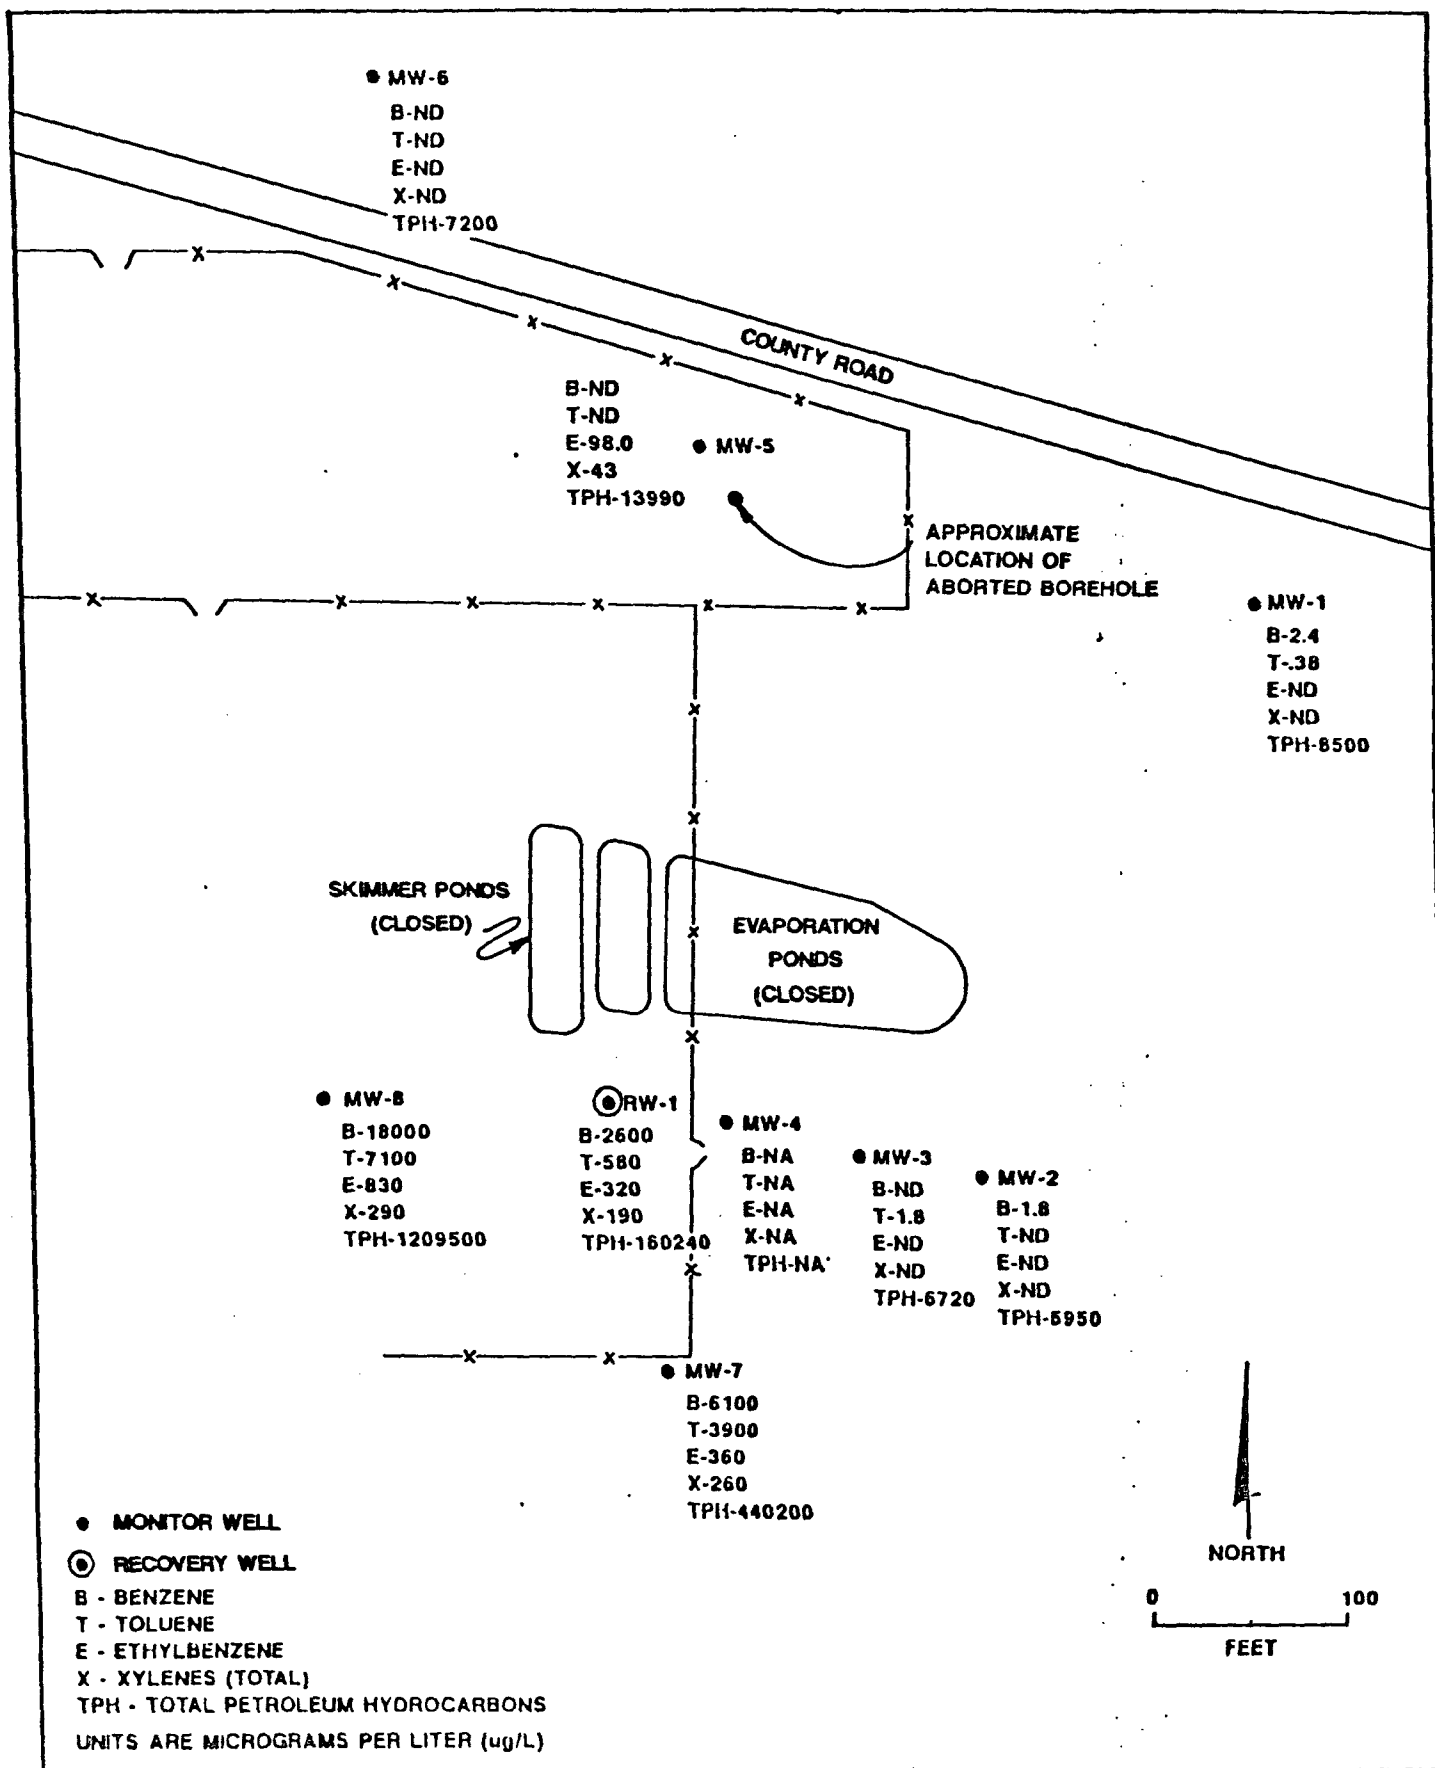 MW-6
B-ND
T-ND
E-ND
X-ND
TPH-7200
COUNTY ROAD
B-ND
T-ND
E-98.0
X-43
TPH-13990
MW-5
APPROXIMATE
LOCATION OF
ABORTED BOREHOLE
MW-1
B-2.4
T-.38
E-ND
X-ND
TPH-8500
SKIMMER PONDS
(CLOSED)
EVAPORATION
PONDS
(CLOSED)
MW-8
B-18000
T-7100
E-830
X-290
TPH-1209500
RW-1
B-2600
T-580
E-320
X-190
TPH-160240
MW-4
B-NA
T-NA
E-NA
X-NA
TPH-NA
MW-3
B-ND
T-1.8
E-ND
X-ND
TPH-6720
MW-2
B-1.8
T-ND
E-ND
X-ND
TPH-5950
MW-7
B-6100
T-3900
E-360
X-260
TPH-440200
MONITOR WELL
RECOVERY WELL
B - BENZENE
T - TOLUENE
E - ETHYLBENZENE
X - XYLENES (TOTAL)
TPH - TOTAL PETROLEUM HYDROCARBONS
UNITS ARE MICROGRAMS PER LITER (ug/L)
NORTH
0 100
FEET